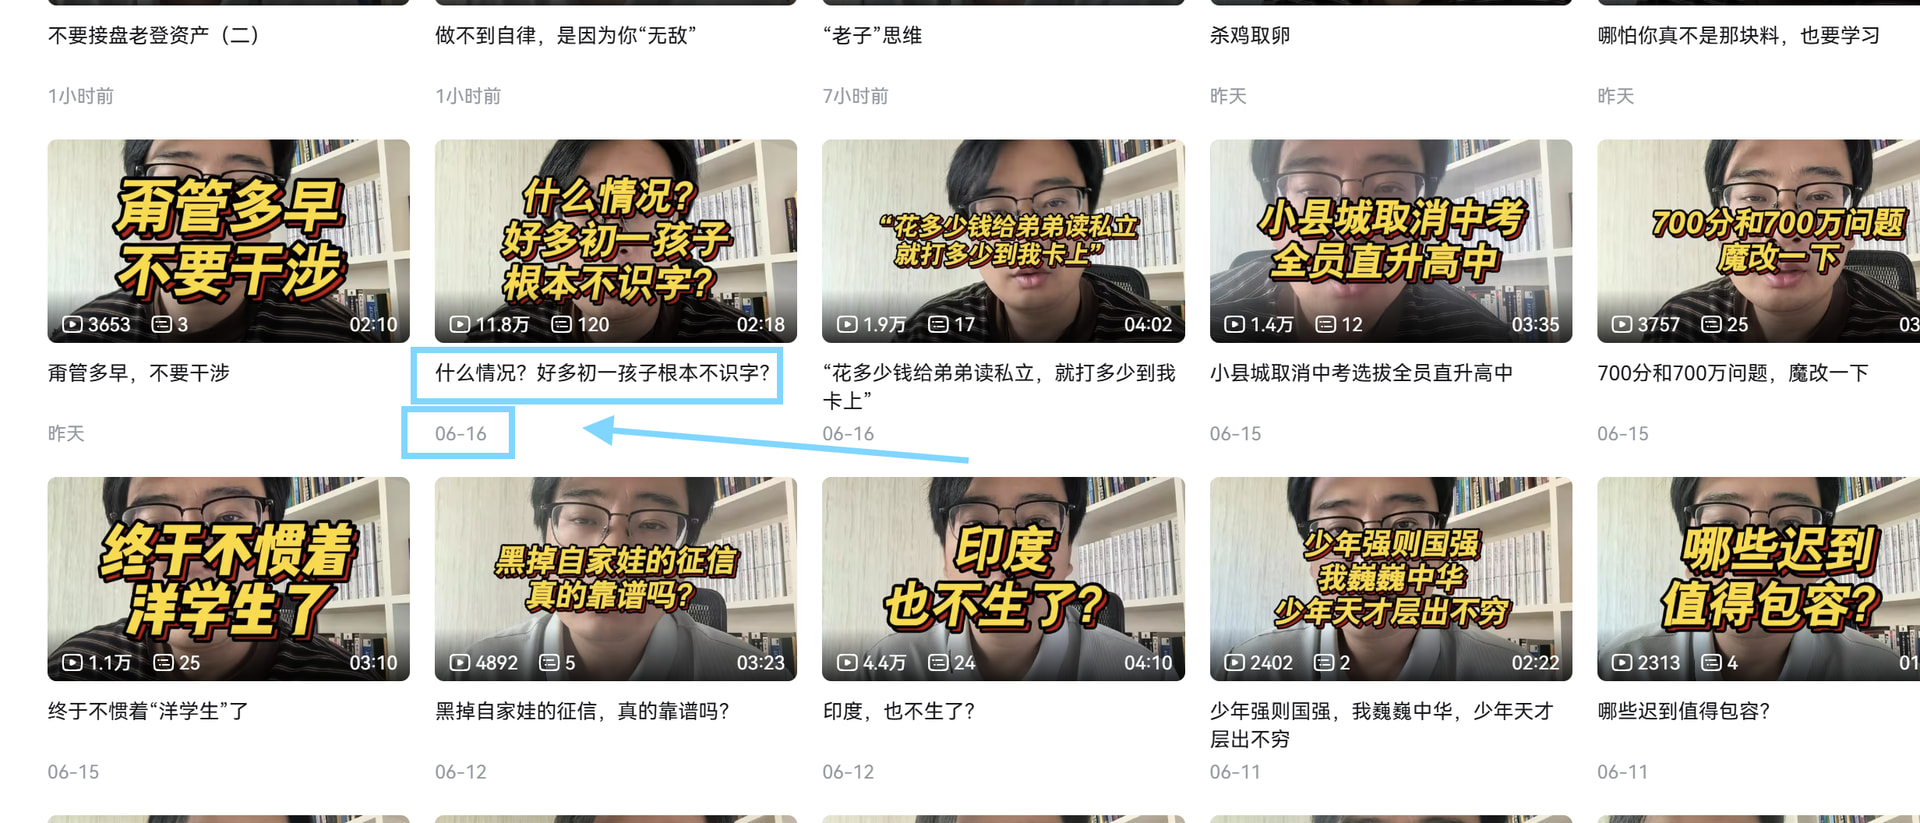 不要接盘老登资产（二）
做不到自律，是因为你“无敌”
“老子”思维
杀鸡取卵
哪怕你真不是那块料，也要学习
1小时前
1小时前
7小时前
昨天
昨天
甭管多早
不要干涉
3653
3
02:10
什么情况？
好多初一孩子
根本不识字？
11.8万
120
02:18
“花多少钱给弟弟读私立
就打多少到我卡上”
1.9万
17
04:02
小县城取消中考
全员直升高中
1.4万
12
03:35
700分和700万问题
魔改一下
3757
25
03
甭管多早，不要干涉
什么情况？好多初一孩子根本不识字？
“花多少钱给弟弟读私立，就打多少到我
卡上”
小县城取消中考选拔全员直升高中
700分和700万问题，魔改一下
昨天
06-16
06-16
06-15
06-15
终于不惯着
洋学生了
1.1万
25
03:10
黑掉自家娃的征信
真的靠谱吗？
4892
5
03:23
印度
也不生了？
4.4万
24
04:10
少年强则国强
我巍巍中华
少年天才层出不穷
2402
2
02:22
哪些迟到
值得包容？
2313
4
01
终于不惯着“洋学生”了
黑掉自家娃的征信，真的靠谱吗？
印度，也不生了？
少年强则国强，我巍巍中华，少年天才
层出不穷
哪些迟到值得包容？
06-15
06-12
06-12
06-11
06-11